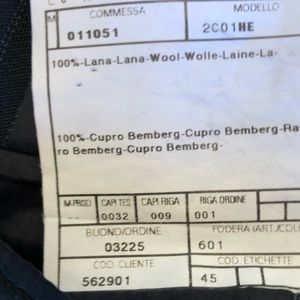 M COMMESSA MODELLO
011051 2C01HE
100%-Lana-Lana-Wool-Wolle-Laine-La-
100%-Cupro Bemberg-Cupro Bemberg-Ra
ro Bemberg-Cupro Bemberg-
M-PROD CAPI TES CAPI RIGA RIGA ORDINE
-- 0032 009 001
BUONO/ORDINE FODERA (ART./COLO
03225 601
COD. CLIENTE COD. ETICHETTE
562901 45